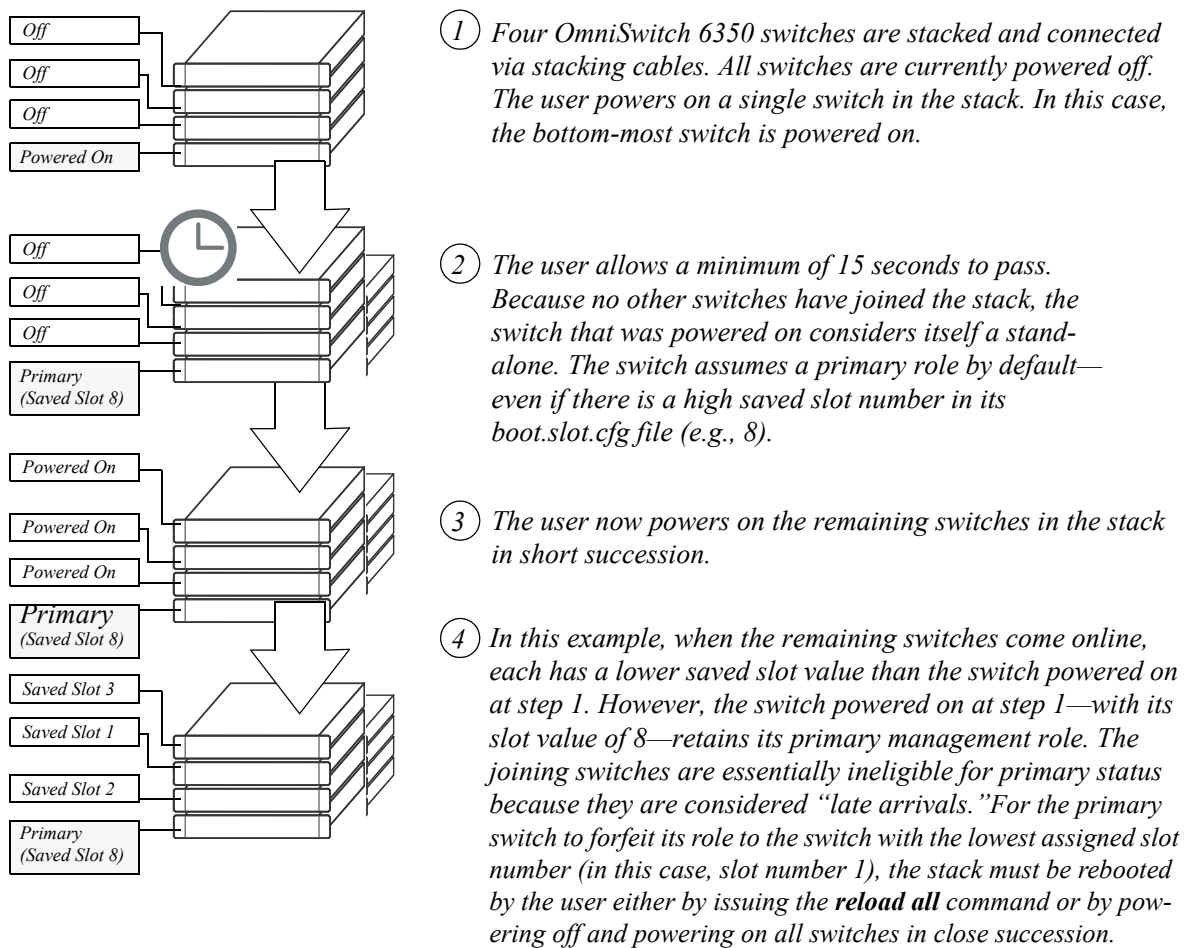 Off
Off
Off
Powered On
1 Four OmniSwitch 6350 switches are stacked and connected
via stacking cables. All switches are currently powered off.
The user powers on a single switch in the stack. In this case,
the bottom-most switch is powered on.
Off
Off
Off
Primary
(Saved Slot 8)
2 The user allows a minimum of 15 seconds to pass.
Because no other switches have joined the stack, the
switch that was powered on considers itself a stand-
alone. The switch assumes a primary role by default—
even if there is a high saved slot number in its
boot.slot.cfg file (e.g., 8).
Powered On
Powered On
Powered On
Primary
(Saved Slot 8)
3 The user now powers on the remaining switches in the stack
in short succession.
Saved Slot 3
Saved Slot 1
Saved Slot 2
Primary
(Saved Slot 8)
4 In this example, when the remaining switches come online,
each has a lower saved slot value than the switch powered on
at step 1. However, the switch powered on at step 1—with its
slot value of 8—retains its primary management role. The
joining switches are essentially ineligible for primary status
because they are considered “late arrivals.”For the primary
switch to forfeit its role to the switch with the lowest assigned slot
number (in this case, slot number 1), the stack must be rebooted
by the user either by issuing the reload all command or by pow-
ering off and powering on all switches in close succession.